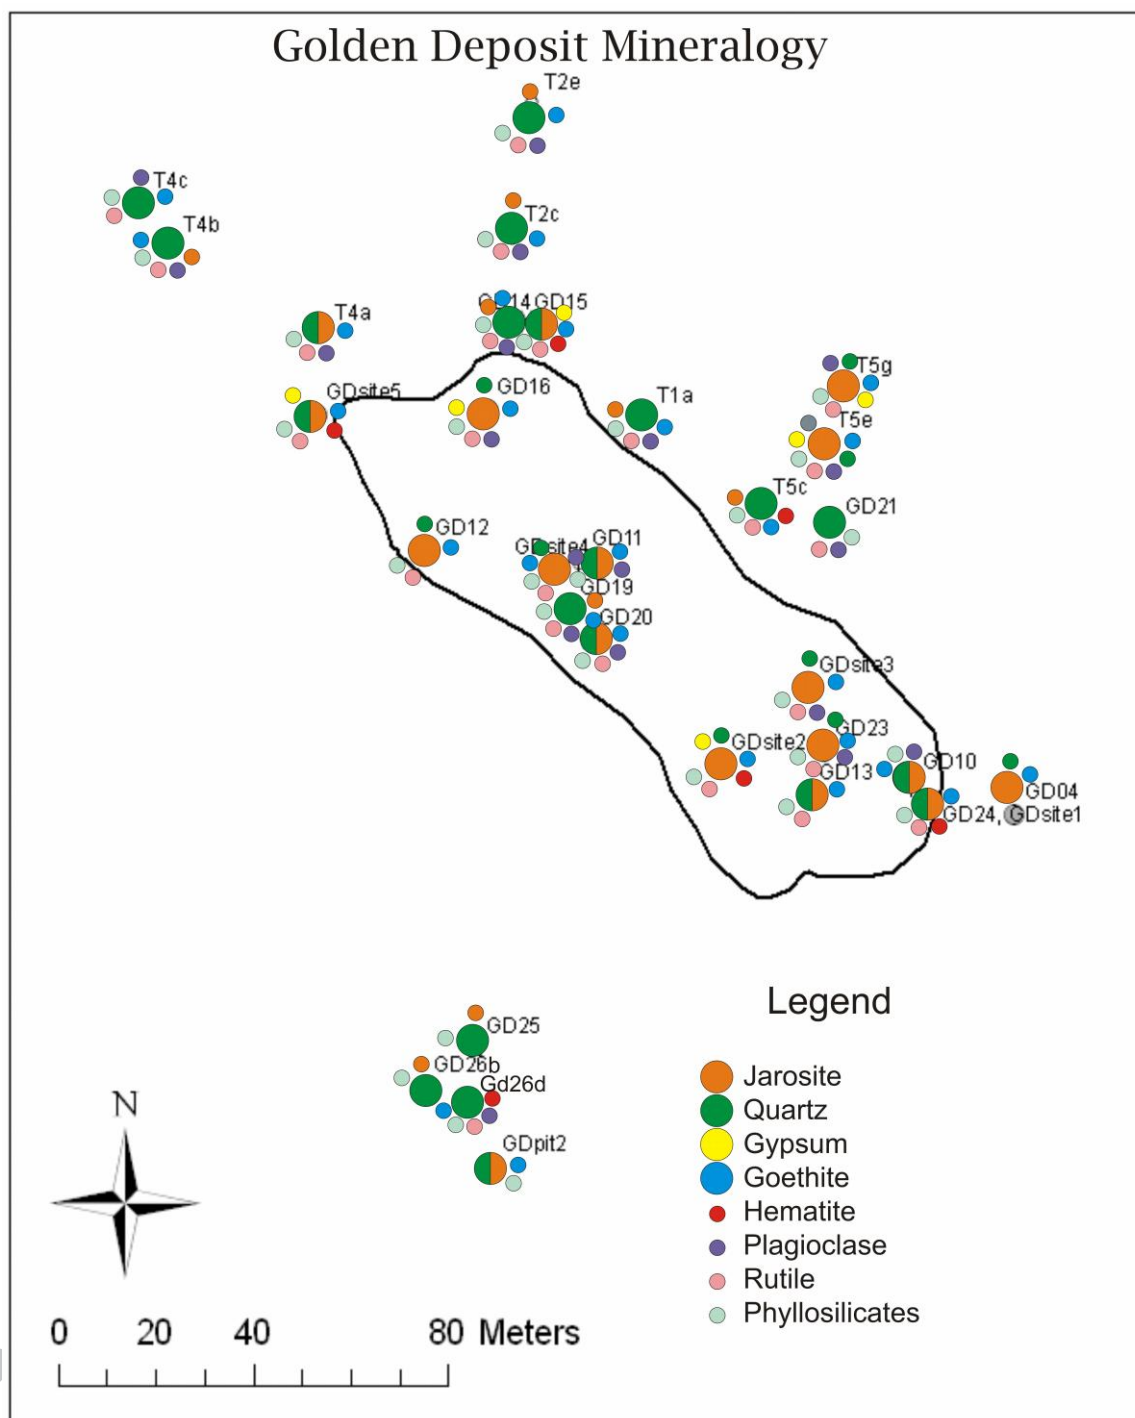 Golden Deposit Mineralogy
T2e
T4c
T4b
T2c
GD14 GD15
T4a
T5g
GDsite5
GD16
T1a
T5e
T5c
GD21
GD12
GDsite4
GD11
GD19
GD20
GDsite3
GD23
GDsite2
GD13
GD10
GD04
GD24, GDsite1
Legend
GD25
GD26b
Gd26d
GDpit2
Jarosite
Quartz
Gypsum
Goethite
Hematite
Plagioclase
Rutile
Phyllosilicates
N
0 20 40 80 Meters